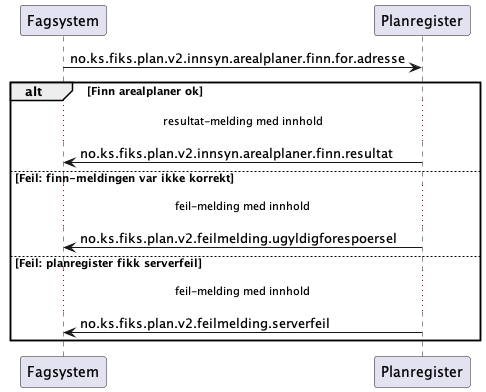 Fagsystem
Planregister
no.ks.fiks.plan.v2.innsyn.arealplaner.finn.for.adresse
alt
[Finn arealplaner ok]
resultat-melding med innhold
no.ks.fiks.plan.v2.innsyn.arealplaner.finn.resultat
[Feil: finn-meldingen var ikke korrekt]
feil-melding med innhold
no.ks.fiks.plan.v2.feilmelding.ugyldigforespoersel
[Feil: planregister fikk serverfeil]
feil-melding med innhold
no.ks.fiks.plan.v2.feilmelding.serverfeil
Fagsystem
Planregister